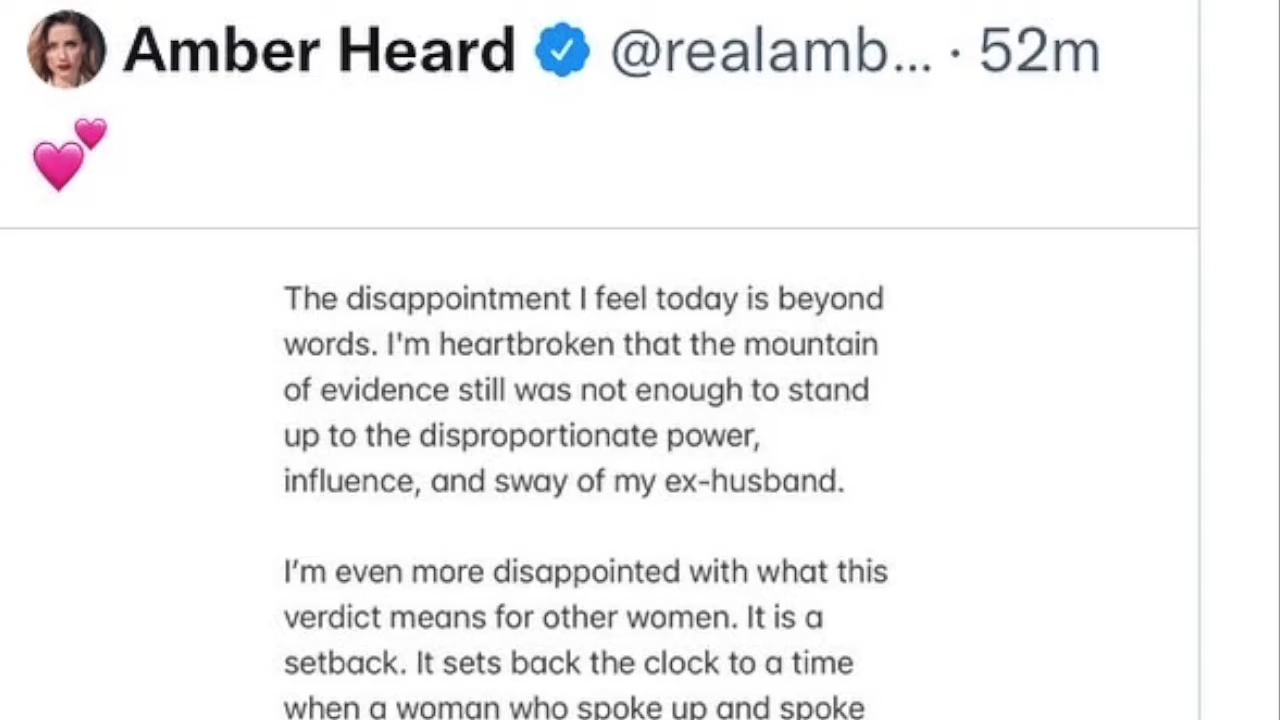 Amber Heard @realamb... · 52m
💕
The disappointment I feel today is beyond
words. I'm heartbroken that the mountain
of evidence still was not enough to stand
up to the disproportionate power,
influence, and sway of my ex-husband.
I’m even more disappointed with what this
verdict means for other women. It is a
setback. It sets back the clock to a time
when a woman who spoke up and spoke